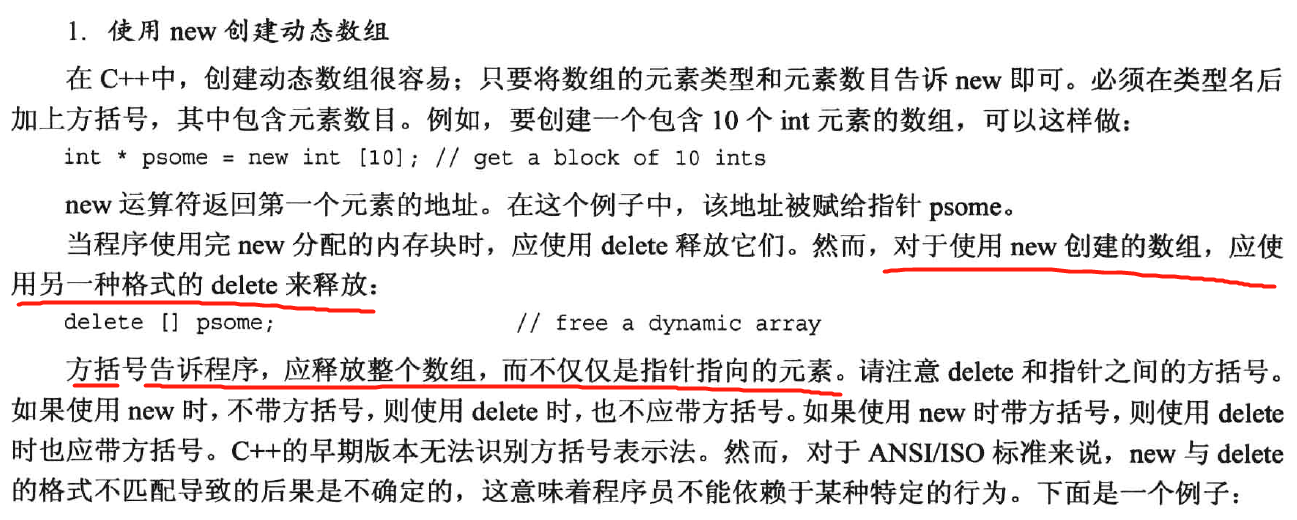 1. 使用 new 创建动态数组
在 C++中，创建动态数组很容易；只要将数组的元素类型和元素数目告诉 new 即可。必须在类型名后
加上方括号，其中包含元素数目。例如，要创建一个包含 10 个 int 元素的数组，可以这样做：
int * psome = new int [10]; // get a block of 10 ints
new 运算符返回第一个元素的地址。在这个例子中，该地址被赋给指针 psome。
当程序使用完 new 分配的内存块时，应使用 delete 释放它们。然而，对于使用 new 创建的数组，应使
用另一种格式的 delete 来释放：
delete [] psome; // free a dynamic array
方括号告诉程序，应释放整个数组，而不仅仅是指针指向的元素。请注意 delete 和指针之间的方括号。
如果使用 new 时，不带方括号，则使用 delete 时，也不应带方括号。如果使用 new 时带方括号，则使用 delete
时也应带方括号。C++的早期版本无法识别方括号表示法。然而，对于 ANSI/ISO 标准来说，new 与 delete
的格式不匹配导致的后果是不确定的，这意味着程序员不能依赖于某种特定的行为。下面是一个例子：